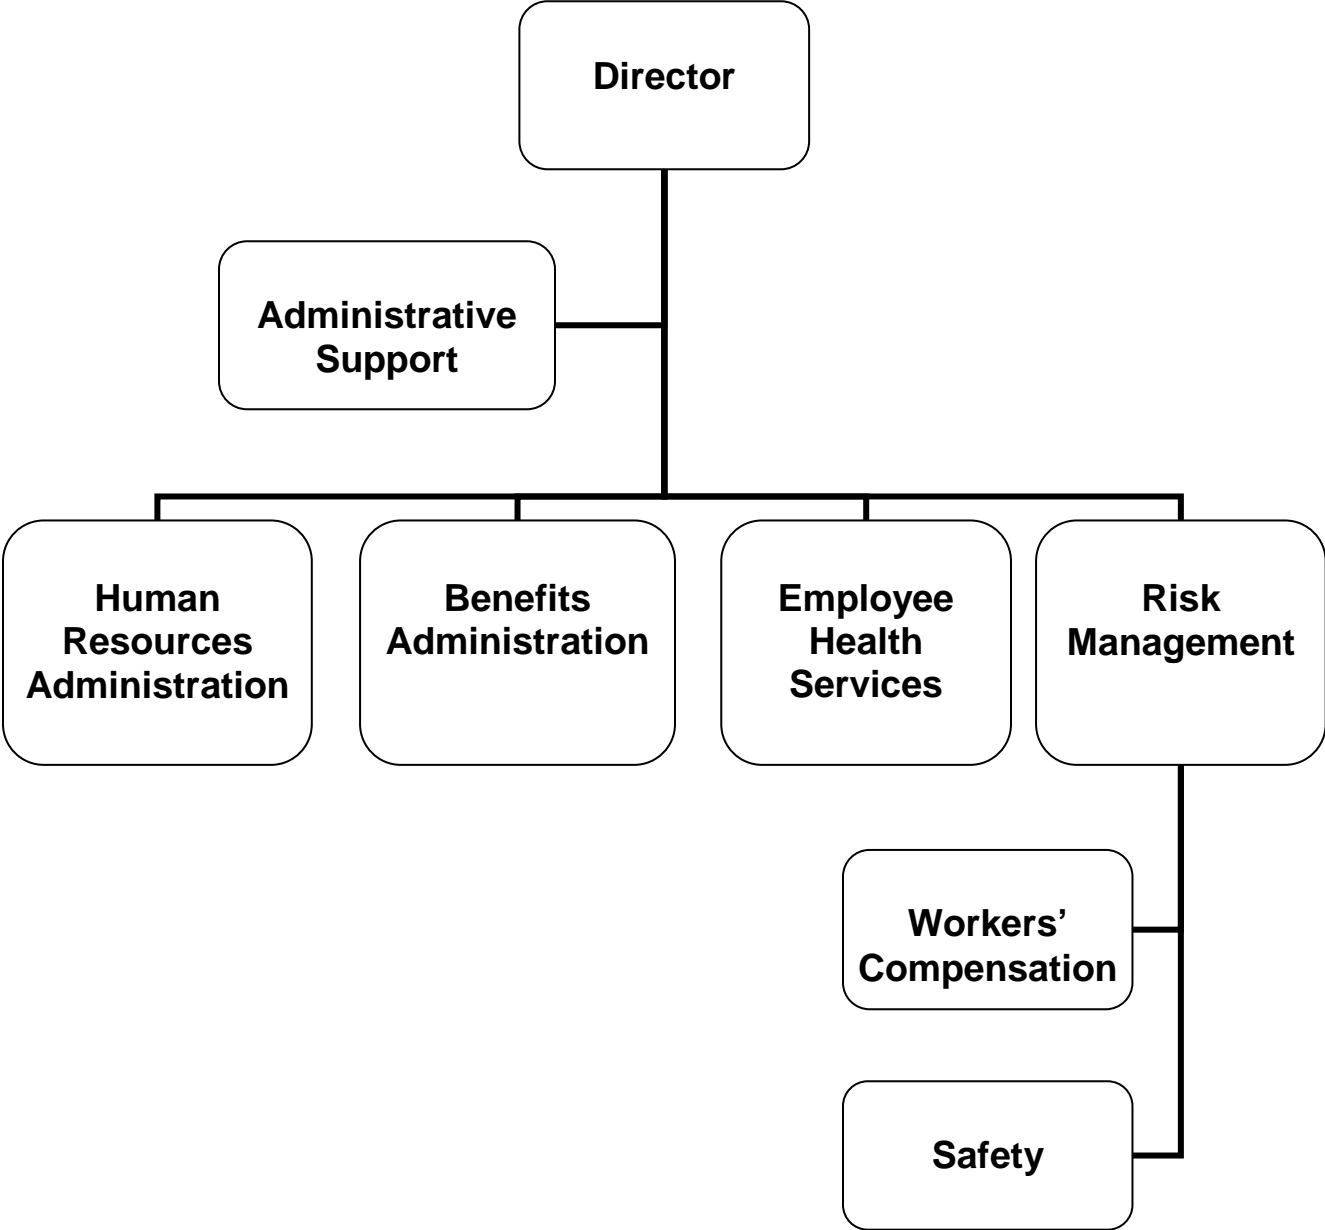 Director
Administrative
Support
Human
Resources
Administration
Benefits
Administration
Employee
Health
Services
Risk
Management
Workers’
Compensation
Safety